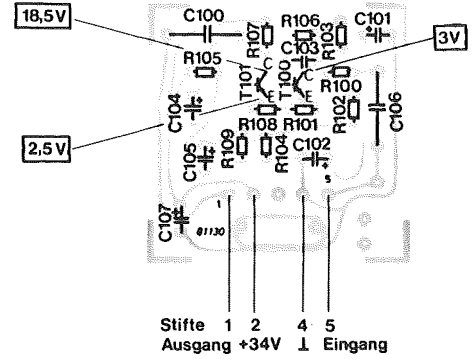 18,5V
C100
R107
R106
C103
R103
C101
3V
R105
T101
C
T100
C
R100
C104
E
E
R102
C106
R108
R101
2,5V
C105
R109
R104
C102
5
C107
1
81130
Stifte 1 2 4 5
Ausgang +34V ⊥ Eingang